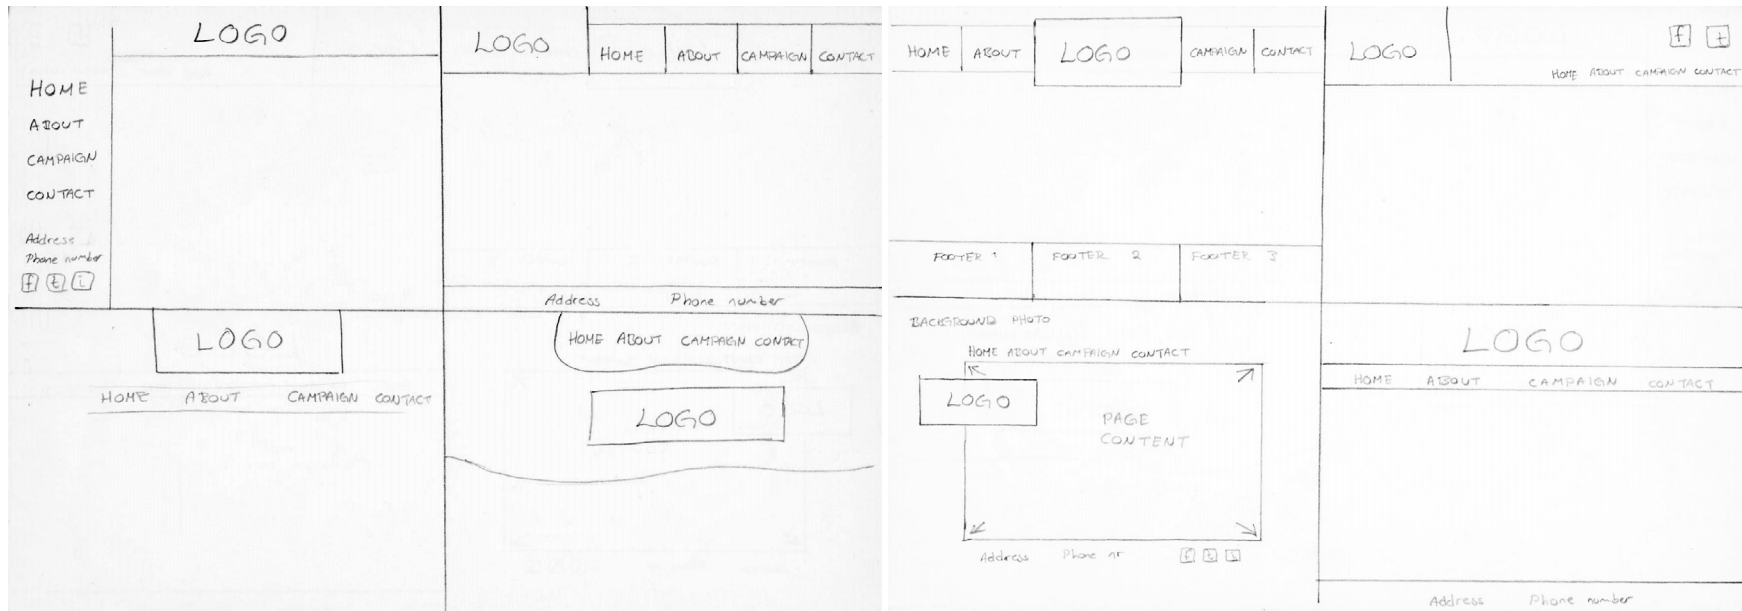 LOGO
HOME
ABOUT
CAMPAIGN
CONTACT
Address
Phone number
f t i
LOGO
HOME ABOUT CAMPAIGN CONTACT
Address Phone number
HOME ABOUT LOGO CAMPAIGN CONTACT
FOOTER 1 FOOTER 2 FOOTER 3
LOGO
f t
HOME ABOUT CAMPAIGN CONTACT
LOGO
HOME ABOUT CAMPAIGN CONTACT
HOME ABOUT CAMPAIGN CONTACT
LOGO
BACKGROUND PHOTO
HOME ABOUT CAMPAIGN CONTACT
LOGO
PAGE
CONTENT
Address Phone nr
f t
LOGO
HOME ABOUT CAMPAIGN CONTACT
Address Phone number